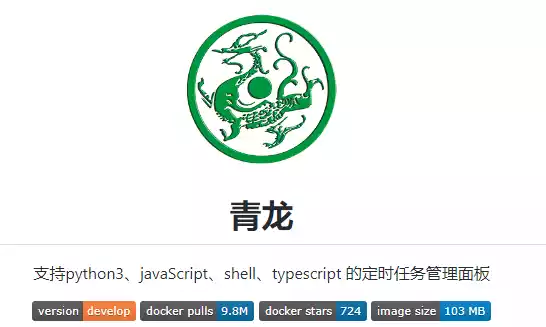 青龙
支持python3、javaScript、shell、typescript 的定时任务管理面板
version develop docker pulls 9.8M docker stars 724 image size 103 MB